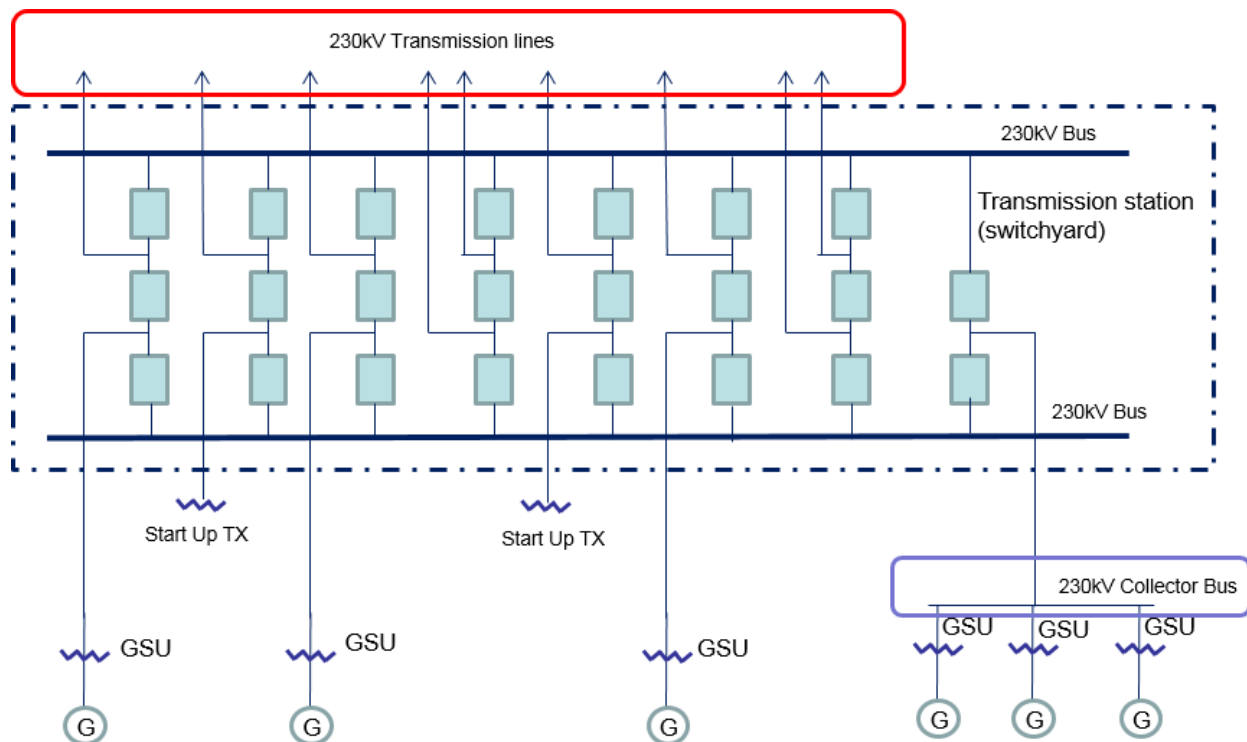 230kV Transmission lines
230kV Bus
Transmission station
(switchyard)
230kV Bus
Start Up TX
Start Up TX
230kV Collector Bus
GSU
GSU
GSU
GSU
GSU
GSU
G
G
G
G
G
G